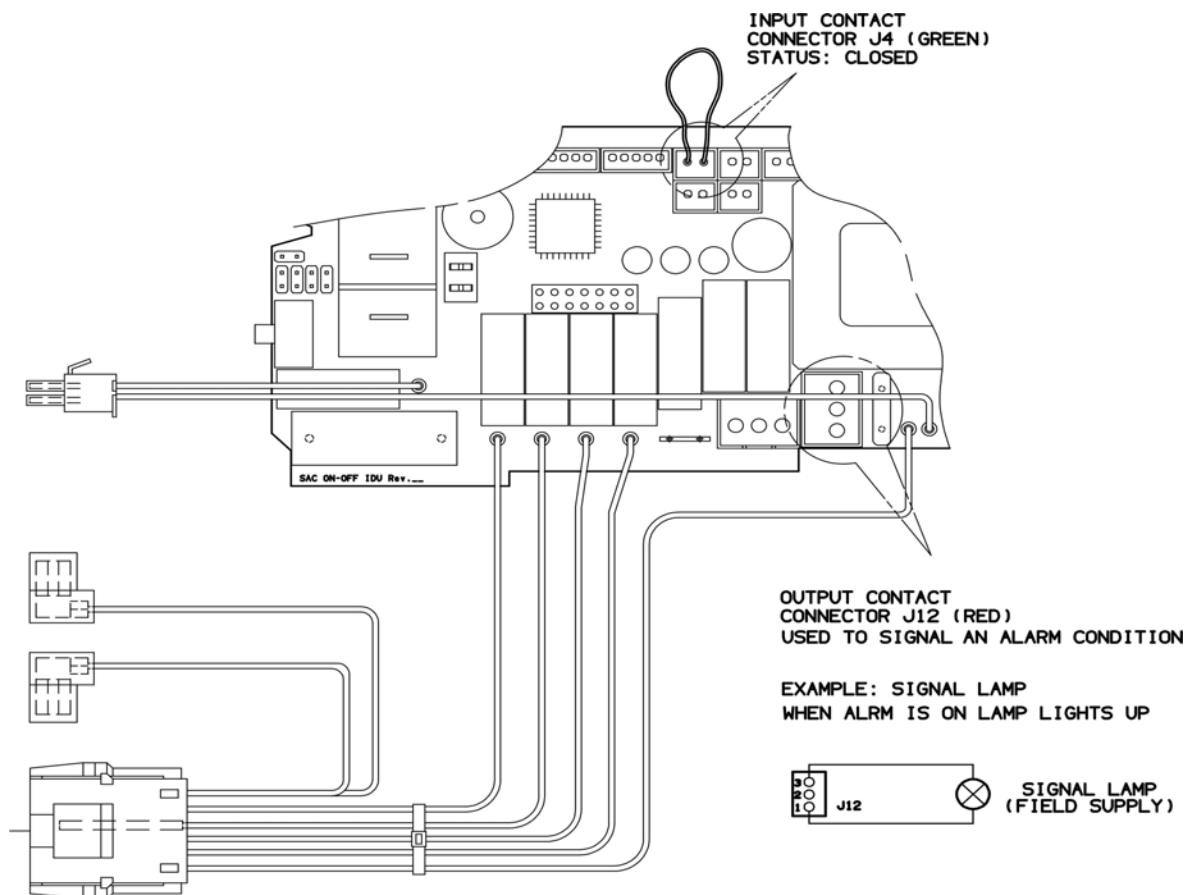 INPUT CONTACT
CONNECTOR J4 (GREEN)
STATUS: CLOSED
SAC ON-OFF IDU Rev.__
OUTPUT CONTACT
CONNECTOR J12 (RED)
USED TO SIGNAL AN ALARM CONDITION
EXAMPLE: SIGNAL LAMP
WHEN ALRM IS ON LAMP LIGHTS UP
3
2
1
J12
SIGNAL LAMP
(FIELD SUPPLY)